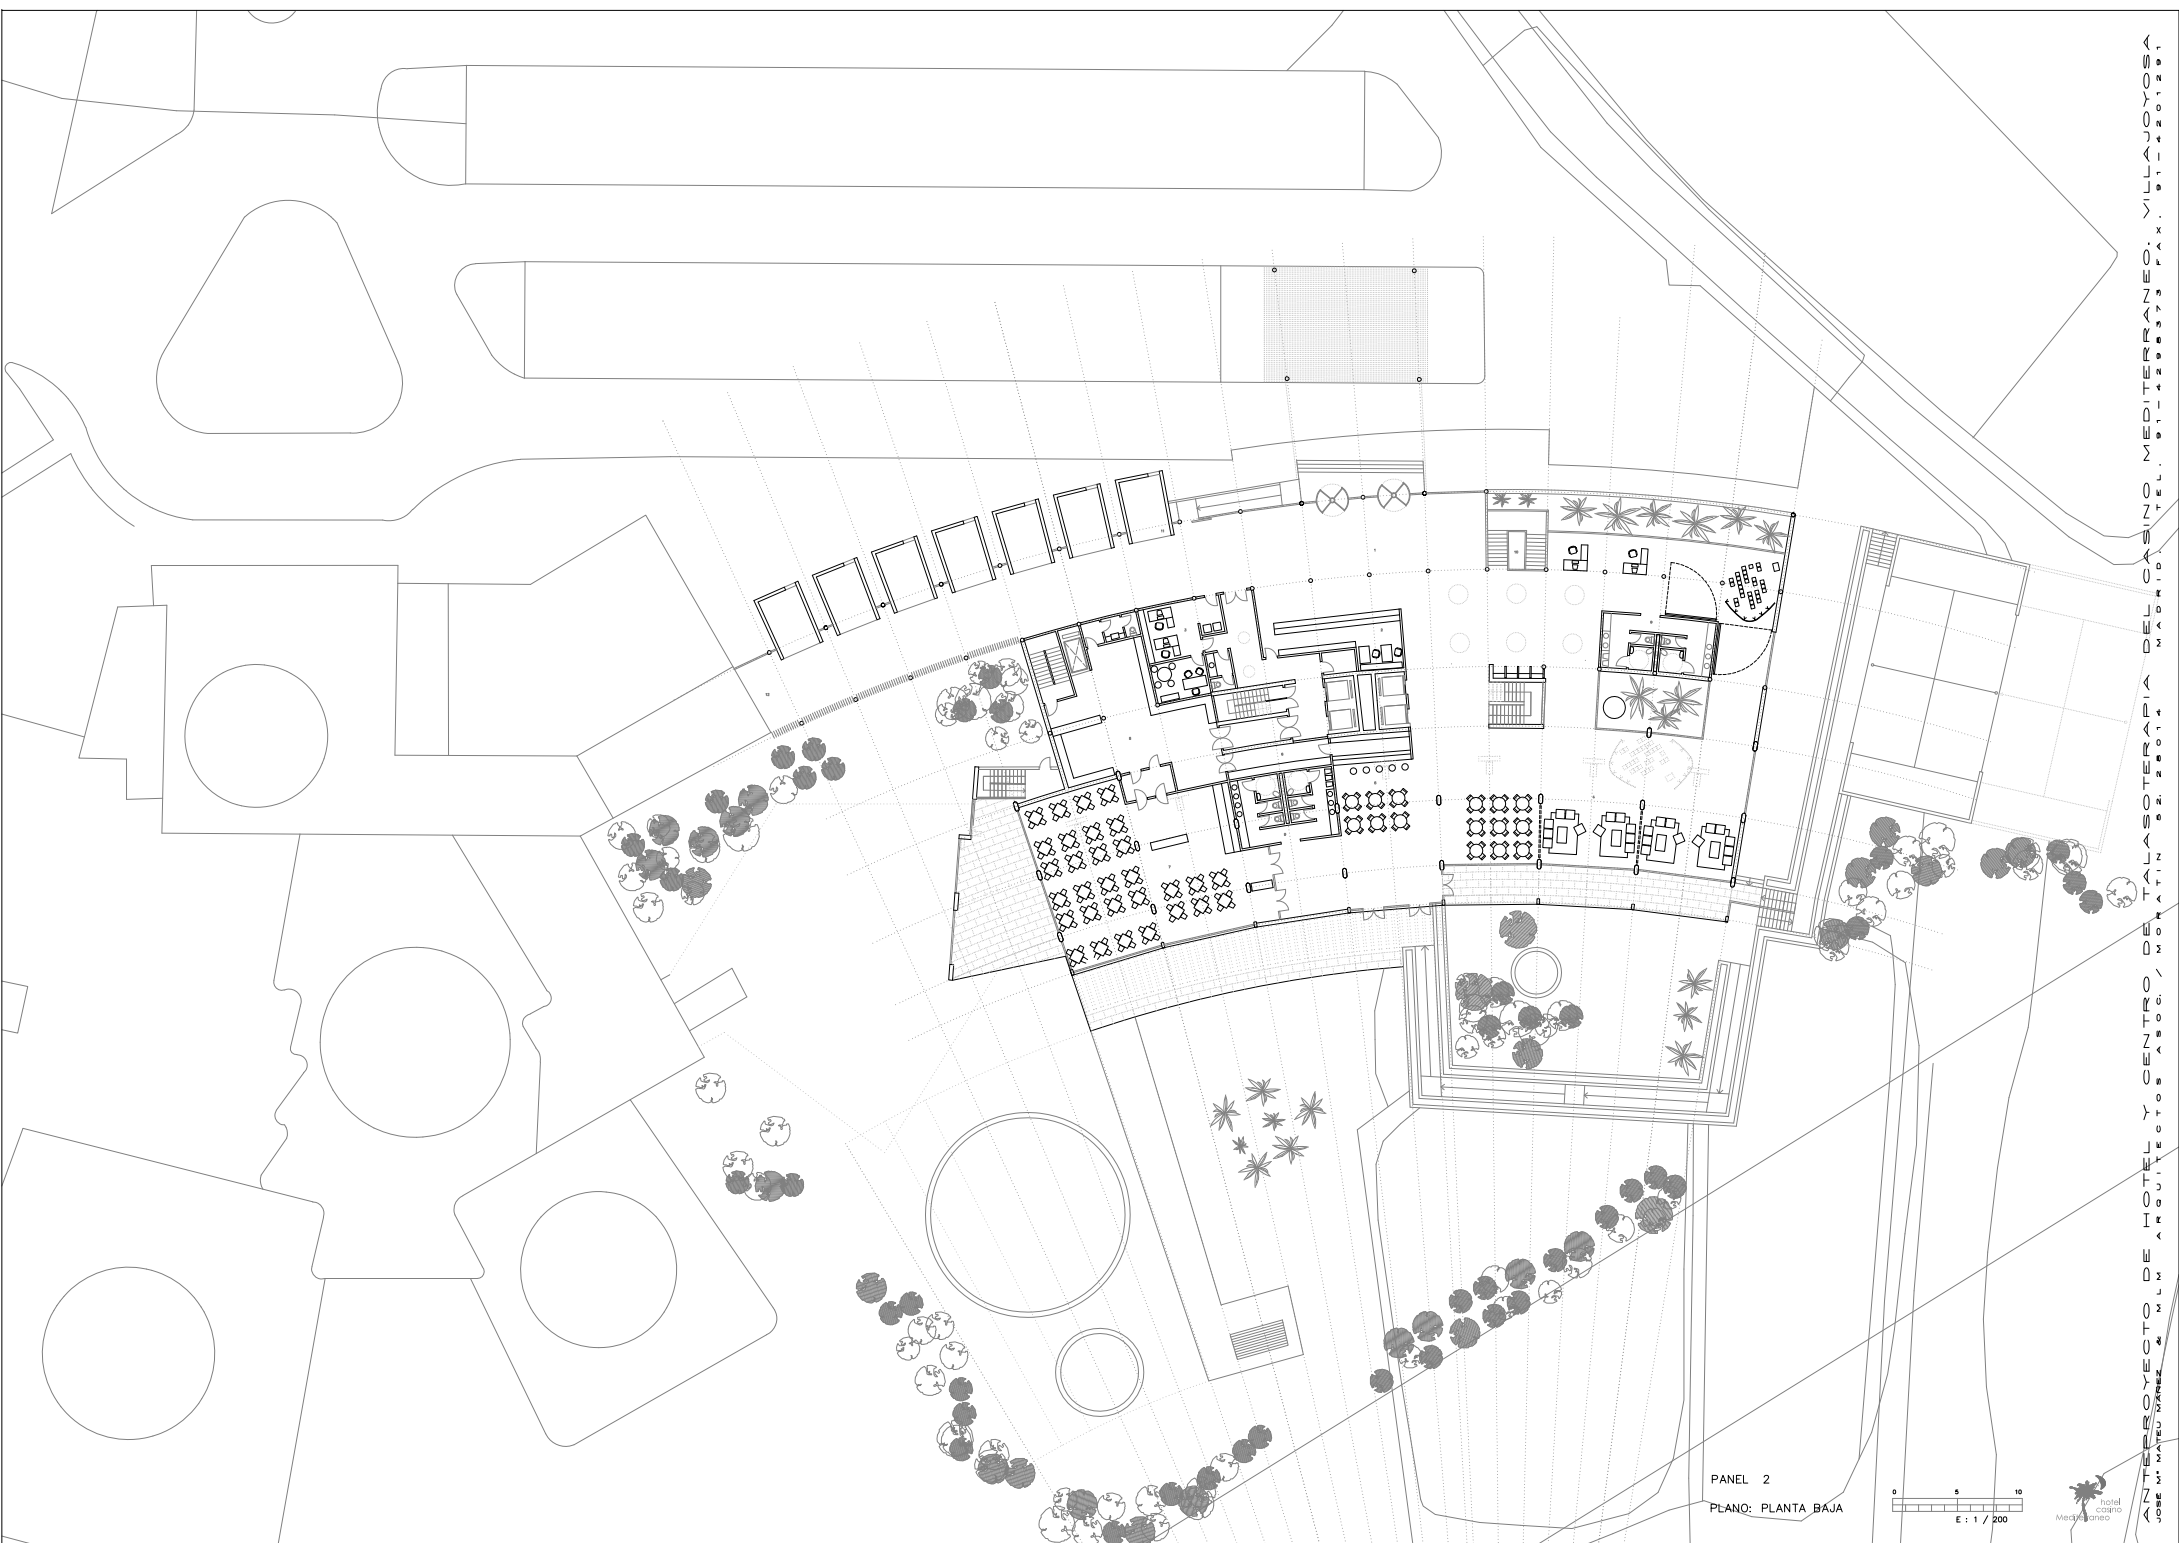 ANTEPROYECTO DE HOTEL Y CENTRO DE TALASOTERAPIA DEL CASINO MEDITERRANEO. VILLAJOYOSA
JOSE Mª MATEU MAREZ & MLM ARQUITECTOS ASOC. / MORATIN 52. 28014 MADRID. TEL. 91-4298373 FAX. 91-4201291
PANEL 2
PLANO: PLANTA BAJA
0 5 10
E : 1 / 200
hotel
casino
Mediterraneo